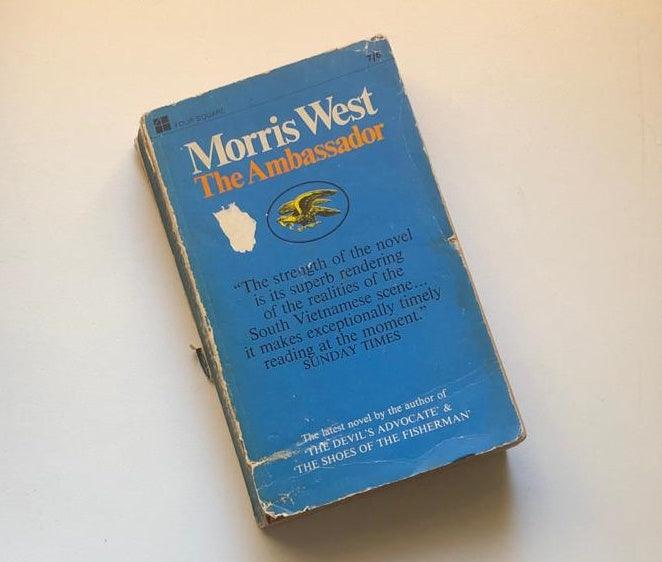 FOUR SQUARE
7/6
Morris West
The Ambassador
“The strength of the novel
is its superb rendering
of the realities of the
South Vietnamese scene...
it makes exceptionally timely
reading at the moment.”
SUNDAY TIMES
The latest novel by the author of
‘THE DEVIL'S ADVOCATE’ &
‘THE SHOES OF THE FISHERMAN’